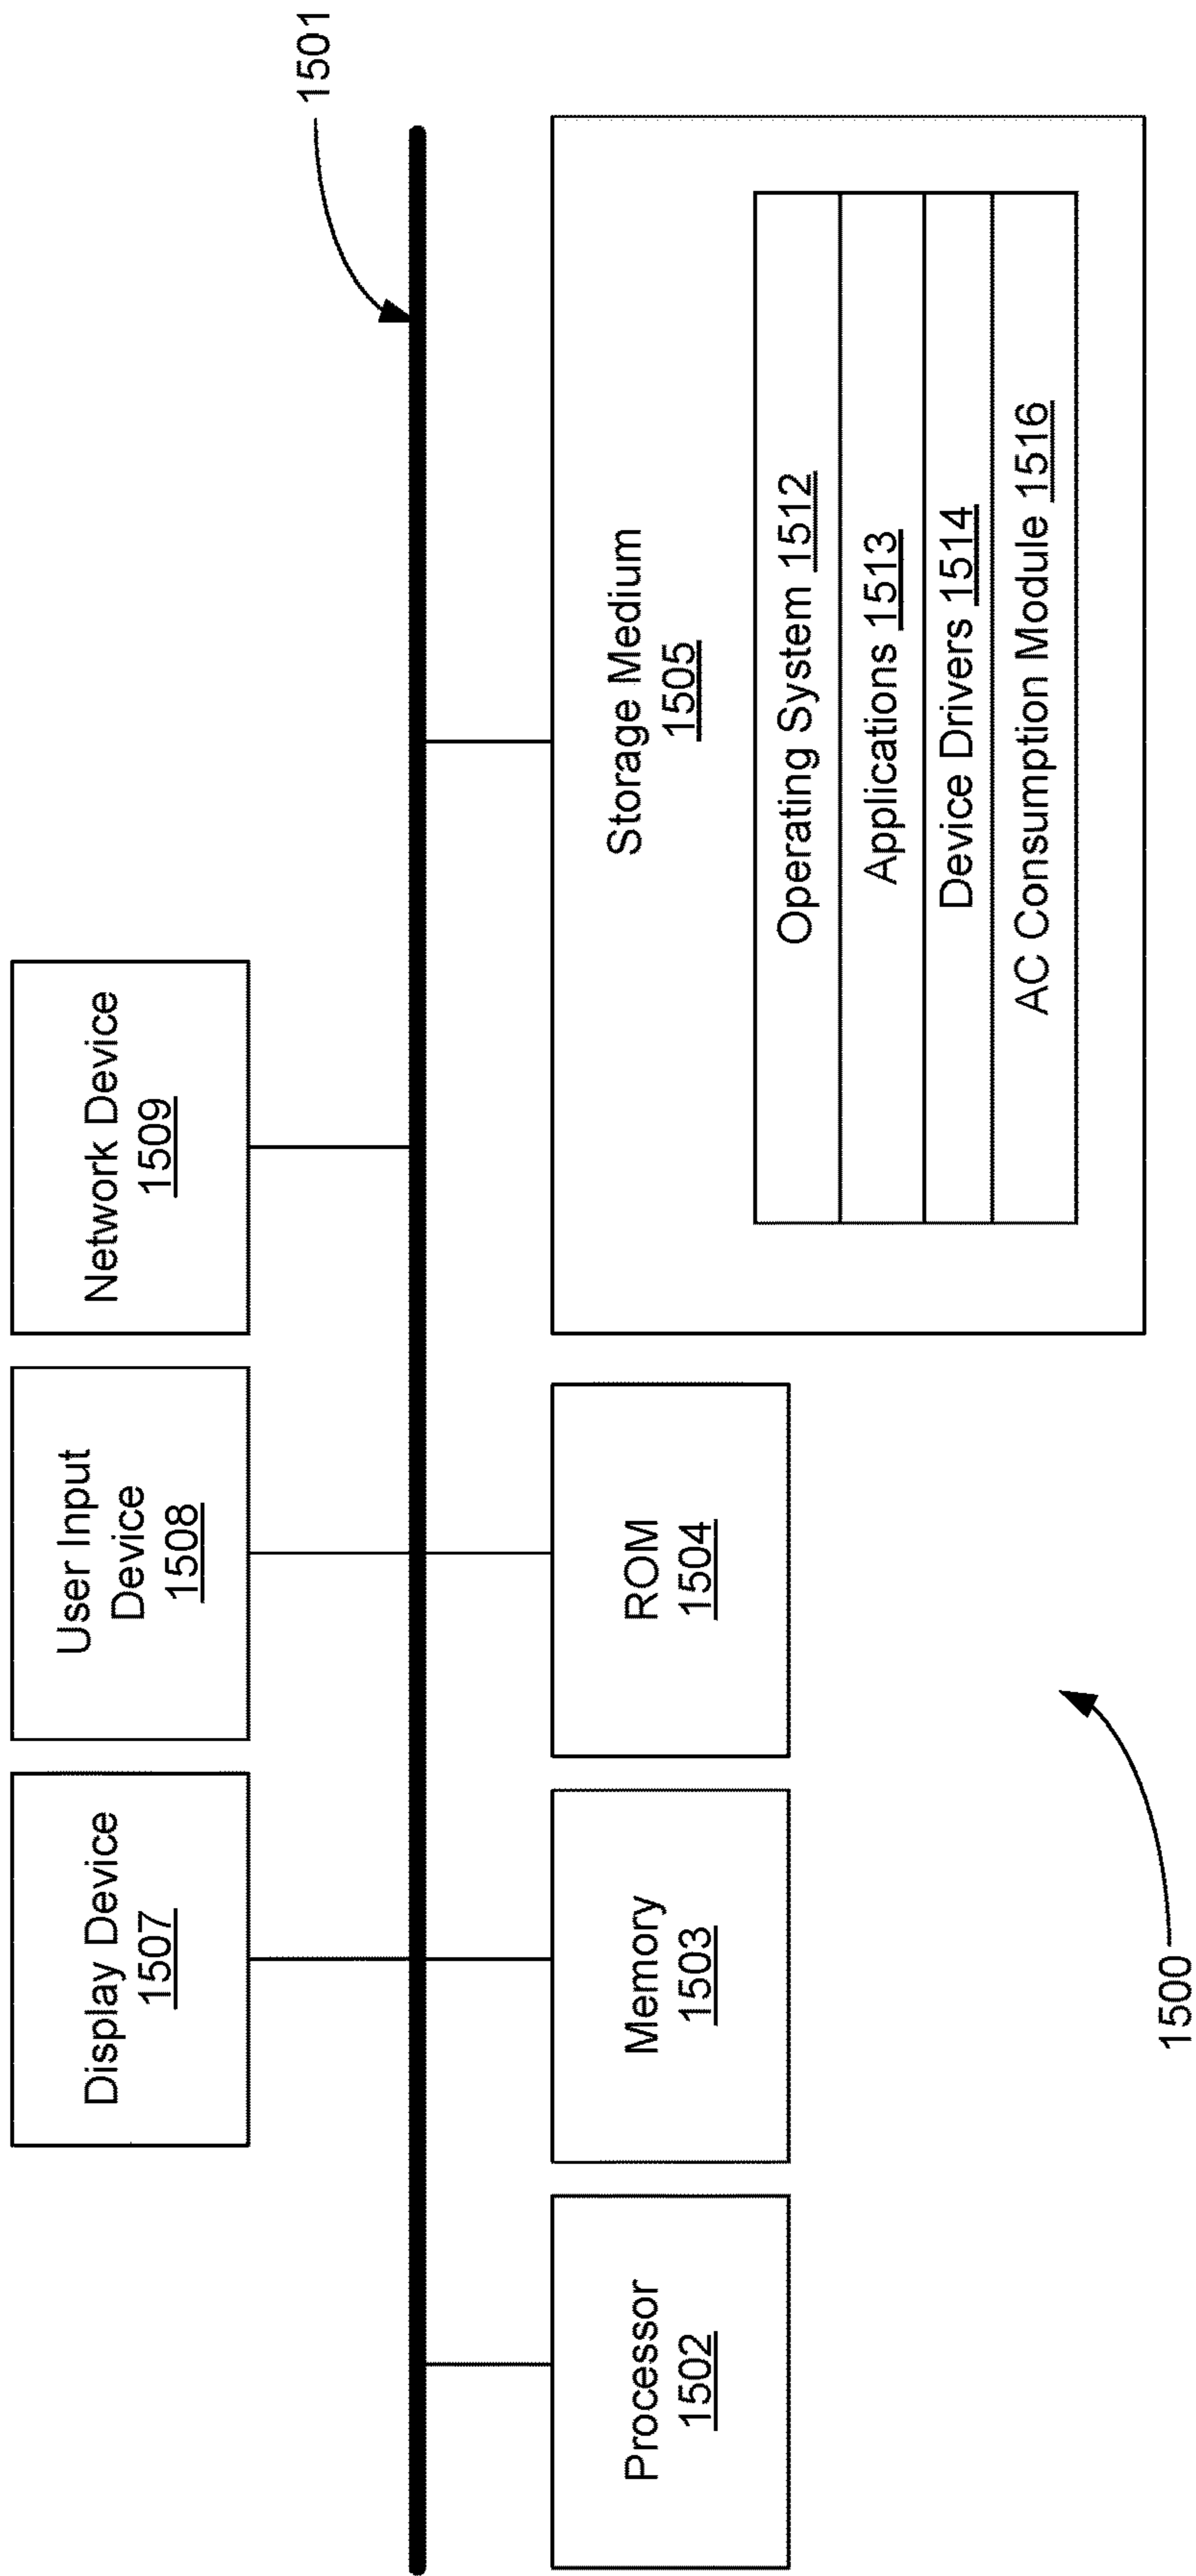 1501
Display Device
1507
User Input
Device
1508
Network Device
1509
Processor
1502
Memory
1503
ROM
1504
Storage Medium
1505
Operating System 1512
Applications 1513
Device Drivers 1514
AC Consumption Module 1516
1500